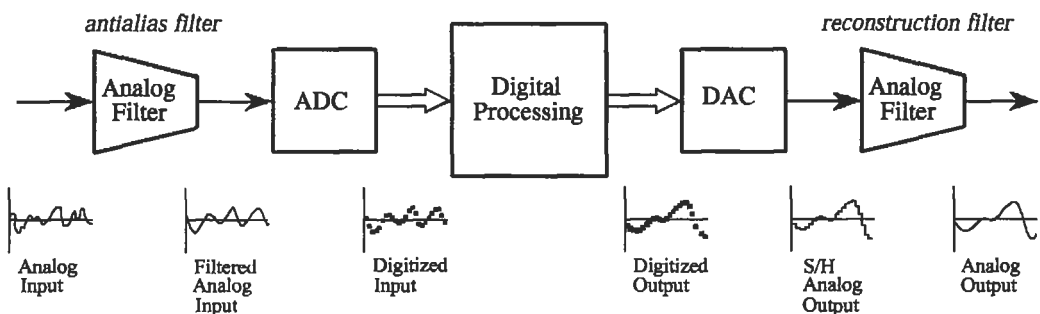 antialias filter
reconstruction filter
Analog
Filter
ADC
Digital
Processing
DAC
Analog
Filter
Analog
Input
Filtered
Analog
Input
Digitized
Input
Digitized
Output
S/H
Analog
Output
Analog
Output